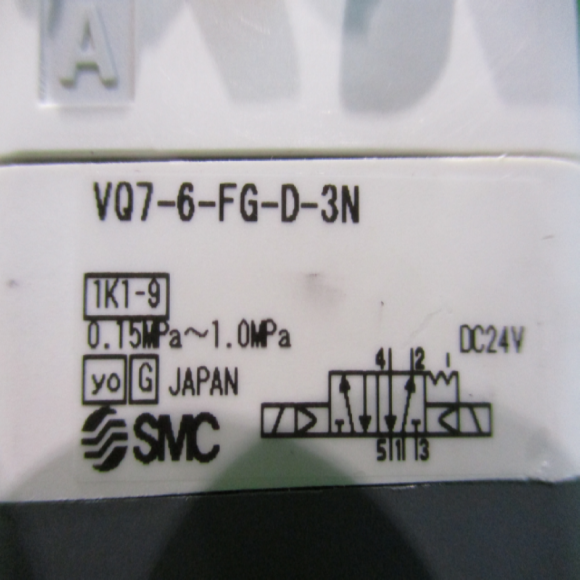 A
VQ7-6-FG-D-3N
1K1-9
0.15MPa～1.0MPa
DC24V
yo G JAPAN
4 2
SMC
5 1 3